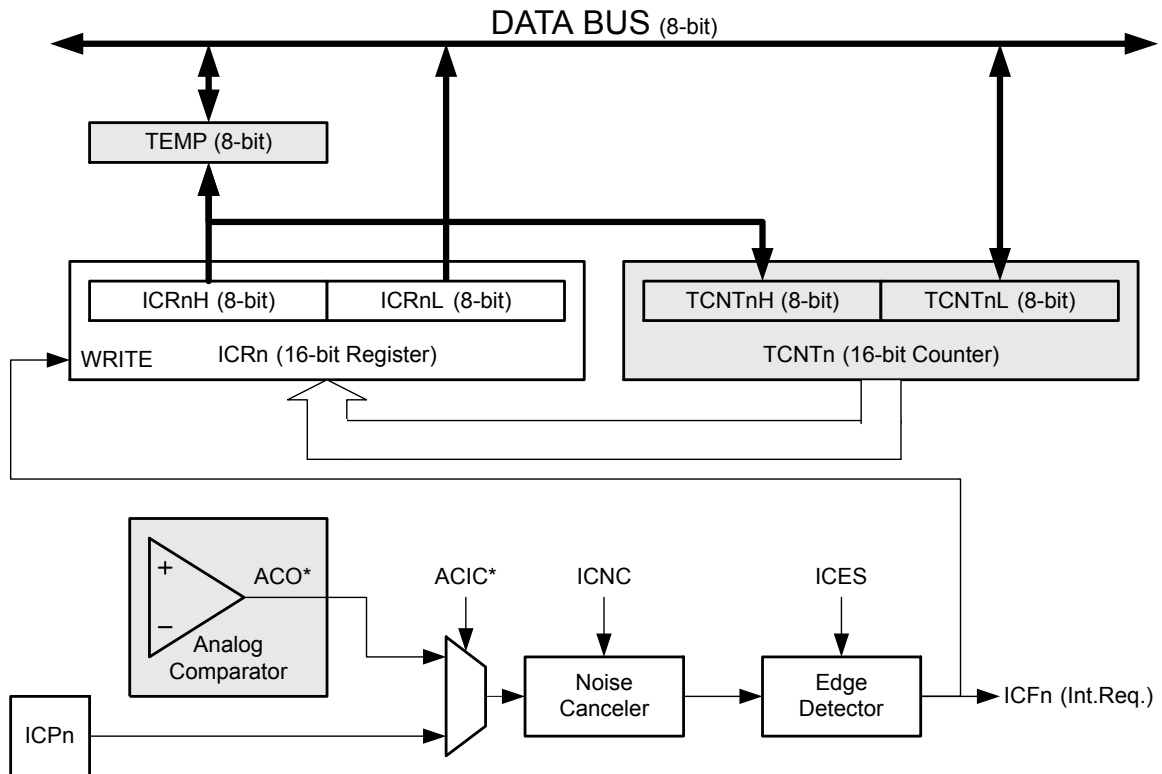 DATA BUS (8-bit)
TEMP (8-bit)
ICRnH (8-bit)
ICRnL (8-bit)
TCNTnH (8-bit)
TCNTnL (8-bit)
WRITE
ICRn (16-bit Register)
TCNTn (16-bit Counter)
+
−
ACO*
Analog
Comparator
ACIC*
ICNC
ICES
Noise
Canceler
Edge
Detector
ICFn (Int.Req.)
ICPn